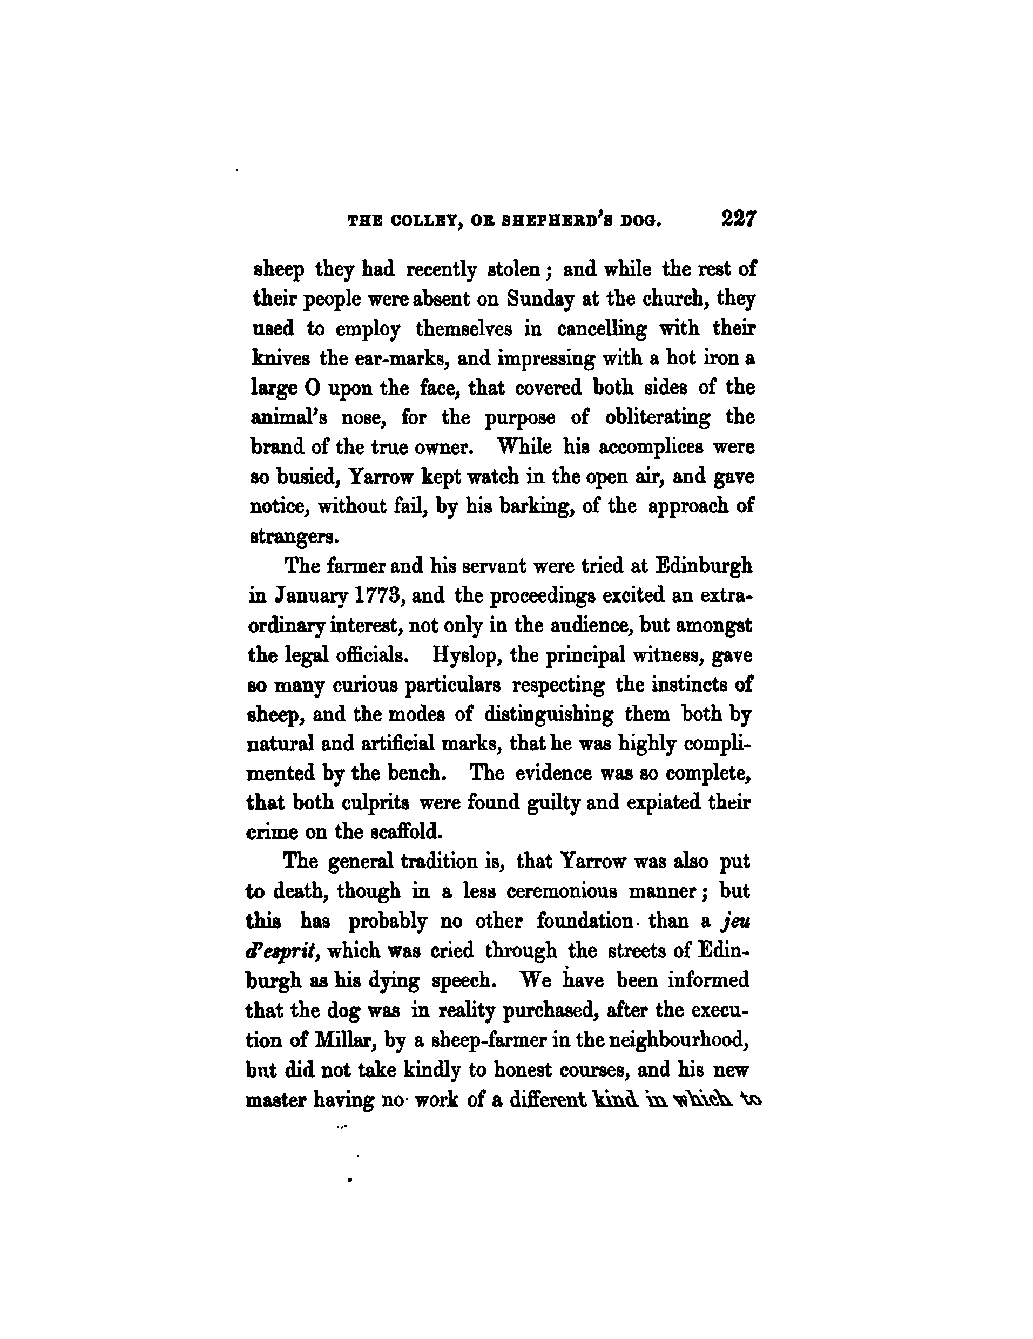 THE COLLEY, OR SHEPHERD'S DOG. 227
sheep they had recently stolen; and while the rest of
their people were absent on Sunday at the church, they
used to employ themselves in cancelling with their
knives the ear-marks, and impressing with a hot iron a
large O upon the face, that covered both sides of the
animal's nose, for the purpose of obliterating the
brand of the true owner. While his accomplices were
so busied, Yarrow kept watch in the open air, and gave
notice, without fail, by his barking, of the approach of
strangers.
The farmer and his servant were tried at Edinburgh
in January 1773, and the proceedings excited an extra-
ordinary interest, not only in the audience, but amongst
the legal officials. Hyslop, the principal witness, gave
so many curious particulars respecting the instincts of
sheep, and the modes of distinguishing them both by
natural and artificial marks, that he was highly compli-
mented by the bench. The evidence was so complete,
that both culprits were found guilty and expiated their
crime on the scaffold.
The general tradition is, that Yarrow was also put
to death, though in a less ceremonious manner; but
this has probably no other foundation than a jeu
d'esprit, which was cried through the streets of Edin-
burgh as his dying speech. We have been informed
that the dog was in reality purchased, after the execu-
tion of Millar, by a sheep-farmer in the neighbourhood,
but did not take kindly to honest courses, and his new
master having no work of a different kind in which to